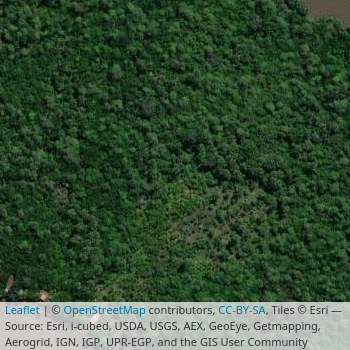 Leaflet | © OpenStreetMap contributors, CC-BY-SA, Tiles © Esri —
Source: Esri, i-cubed, USDA, USGS, AEX, GeoEye, Getmapping,
Aerogrid, IGN, IGP, UPR-EGP, and the GIS User Community